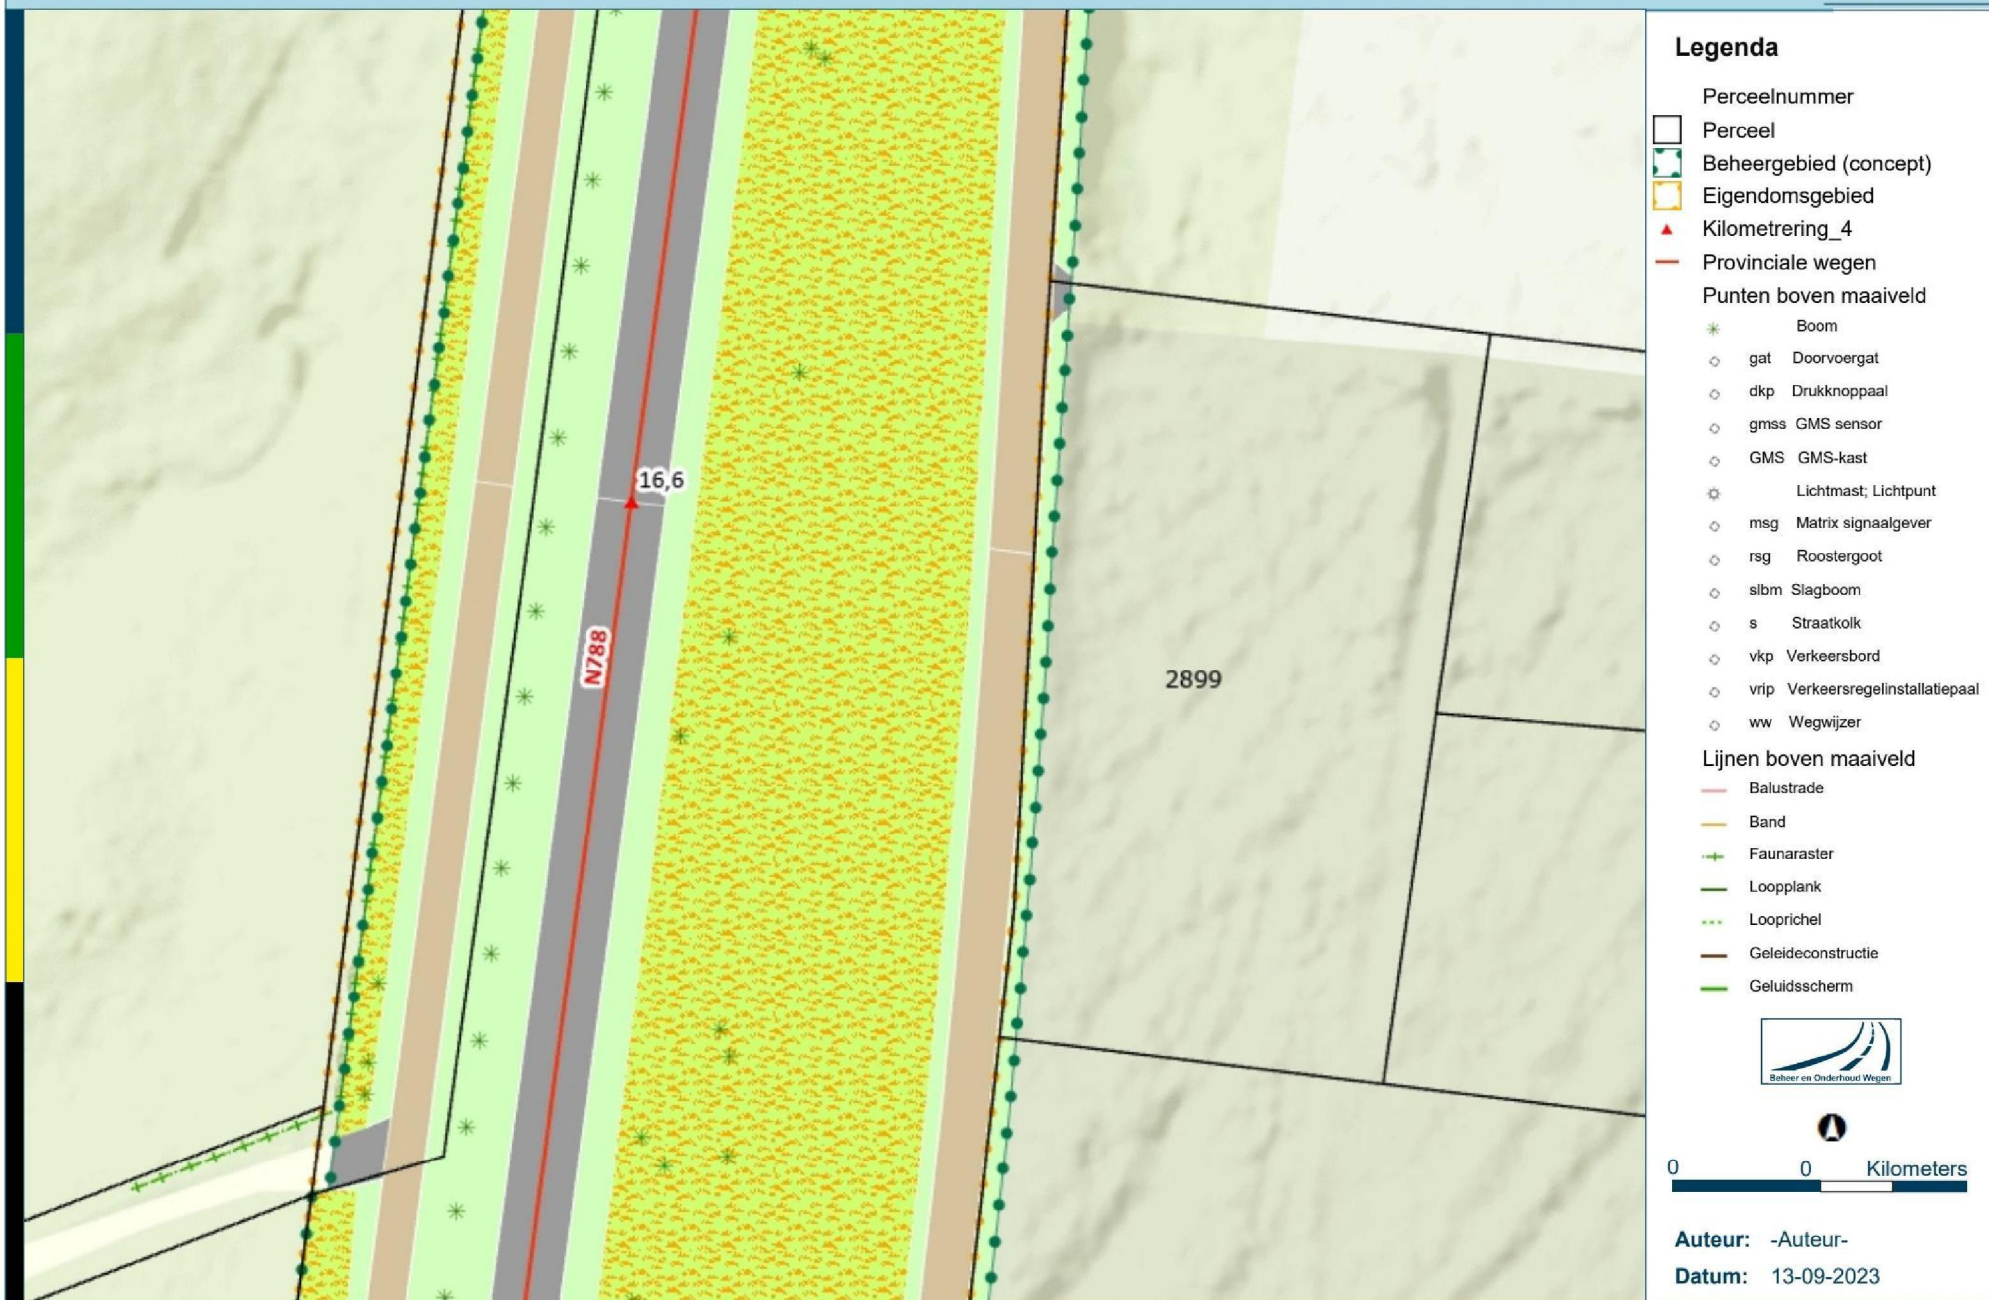 16,6
N788
2899
Legenda
Perceelnummer
Perceel
Beheergebied (concept)
Eigendomsgebied
Kilometrering_4
Provinciale wegen
Punten boven maaiveld
Boom
gat Doorvoergat
dkp Drukknoppaal
gmss GMS sensor
GMS GMS-kast
Lichtmast; Lichtpunt
msg Matrix signaalgever
rsg Roostergoot
slbm Slagboom
s Straatkolk
vkp Verkeersbord
vrip Verkeersregelinstallatiepaal
ww Wegwijzer
Lijnen boven maaiveld
Balustrade
Band
Faunaraster
Loopplank
Looprichel
Geleideconstructie
Geluidsscherm
Beheer en Onderhoud Wegen
0 0 Kilometers
Auteur: -Auteur-
Datum: 13-09-2023